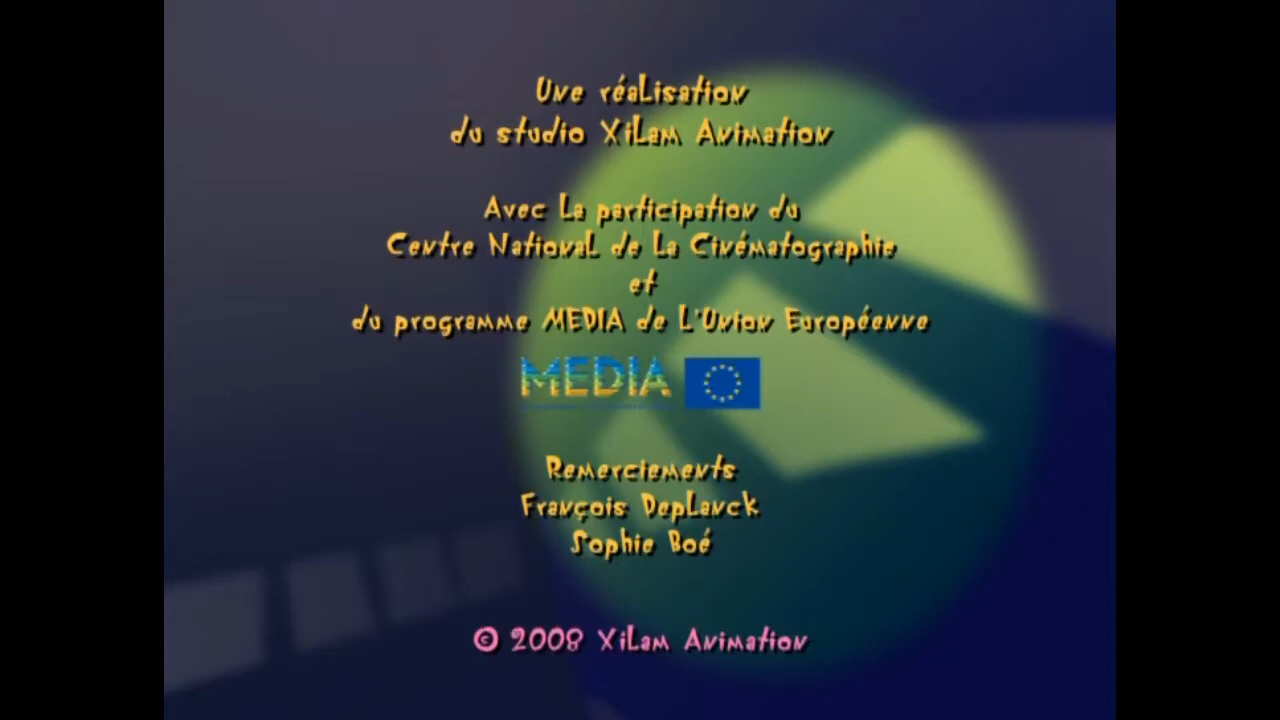 Une réalisation
du studio Xilam Animation
Avec la participation du
Centre National de la Cinématographie
et
du programme MEDIA de l'Union Européenne
MEDIA
Remerciements
François Deplanck
Sophie Boé
© 2008 Xilam Animation